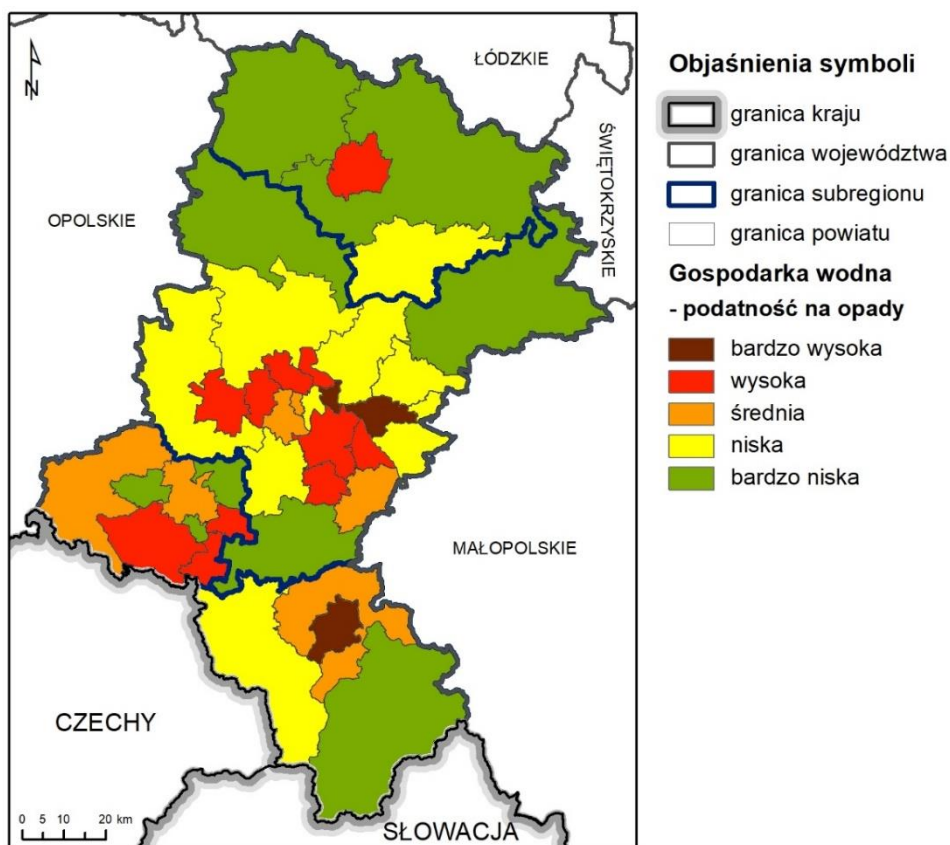 N
ŁÓDZKIE
ŚWIĘTOKRZYSKIE
OPOLSKIE
MAŁOPOLSKIE
CZECHY
SŁOWACJA
0 5 10 20 km
Objaśnienia symboli
granica kraju
granica województwa
granica subregionu
granica powiatu
Gospodarka wodna
- podatność na opady
bardzo wysoka
wysoka
średnia
niska
bardzo niska